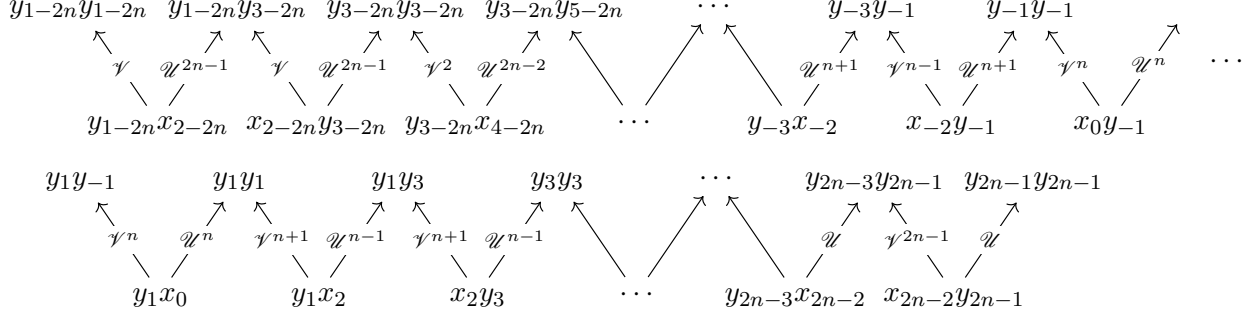 y_{1-2n}y_{1-2n} y_{1-2n}y_{3-2n} y_{3-2n}y_{3-2n} y_{3-2n}y_{5-2n} ⋯ y_{-3}y_{-1} y_{-1}y_{-1}
𝒱 𝒰^{2n-1} 𝒱 𝒰^{2n-1} 𝒱^2 𝒰^{2n-2} 𝒰^{n+1} 𝒱^{n-1} 𝒰^{n+1} 𝒱^n 𝒰^n ⋯
y_{1-2n}x_{2-2n} x_{2-2n}y_{3-2n} y_{3-2n}x_{4-2n} ⋯ y_{-3}x_{-2} x_{-2}y_{-1} x_0y_{-1}
y_1y_{-1} y_1y_1 y_1y_3 y_3y_3 ⋯ y_{2n-3}y_{2n-1} y_{2n-1}y_{2n-1}
𝒱^n 𝒰^n 𝒱^{n+1} 𝒰^{n-1} 𝒱^{n+1} 𝒰^{n-1} 𝒰 𝒱^{2n-1} 𝒰
y_1x_0 y_1x_2 x_2y_3 ⋯ y_{2n-3}x_{2n-2} x_{2n-2}y_{2n-1}